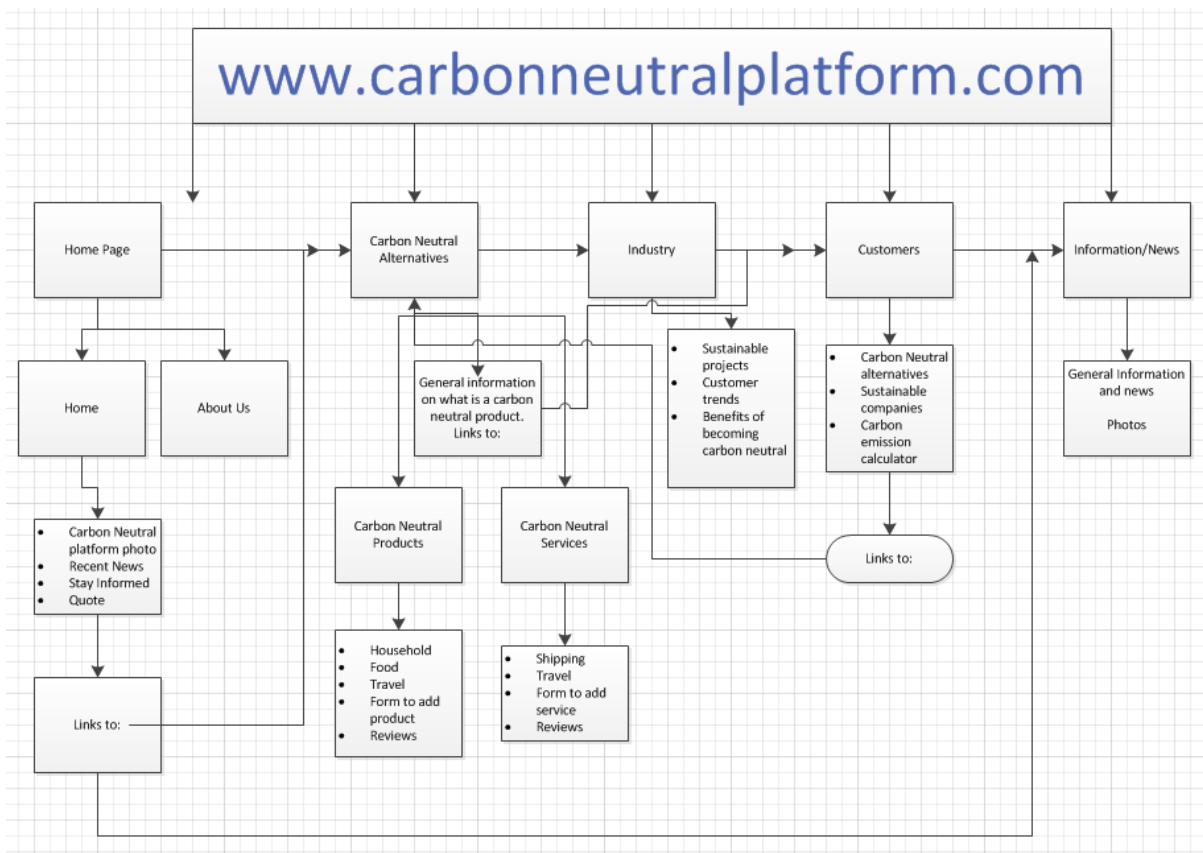 www.carbonneutralplatform.com
Home Page
Carbon Neutral
Alternatives
Industry
Customers
Information/News
Home
About Us
General information
on what is a carbon
neutral product.
Links to:
• Sustainable
projects
• Customer
trends
• Benefits of
becoming
carbon neutral
• Carbon Neutral
alternatives
• Sustainable
companies
• Carbon
emission
calculator
General Information
and news
Photos
• Carbon Neutral
platform photo
• Recent News
• Stay Informed
• Quote
Carbon Neutral
Products
Carbon Neutral
Services
Links to:
• Household
• Food
• Travel
• Form to add
product
• Reviews
• Shipping
• Travel
• Form to add
service
• Reviews
Links to: